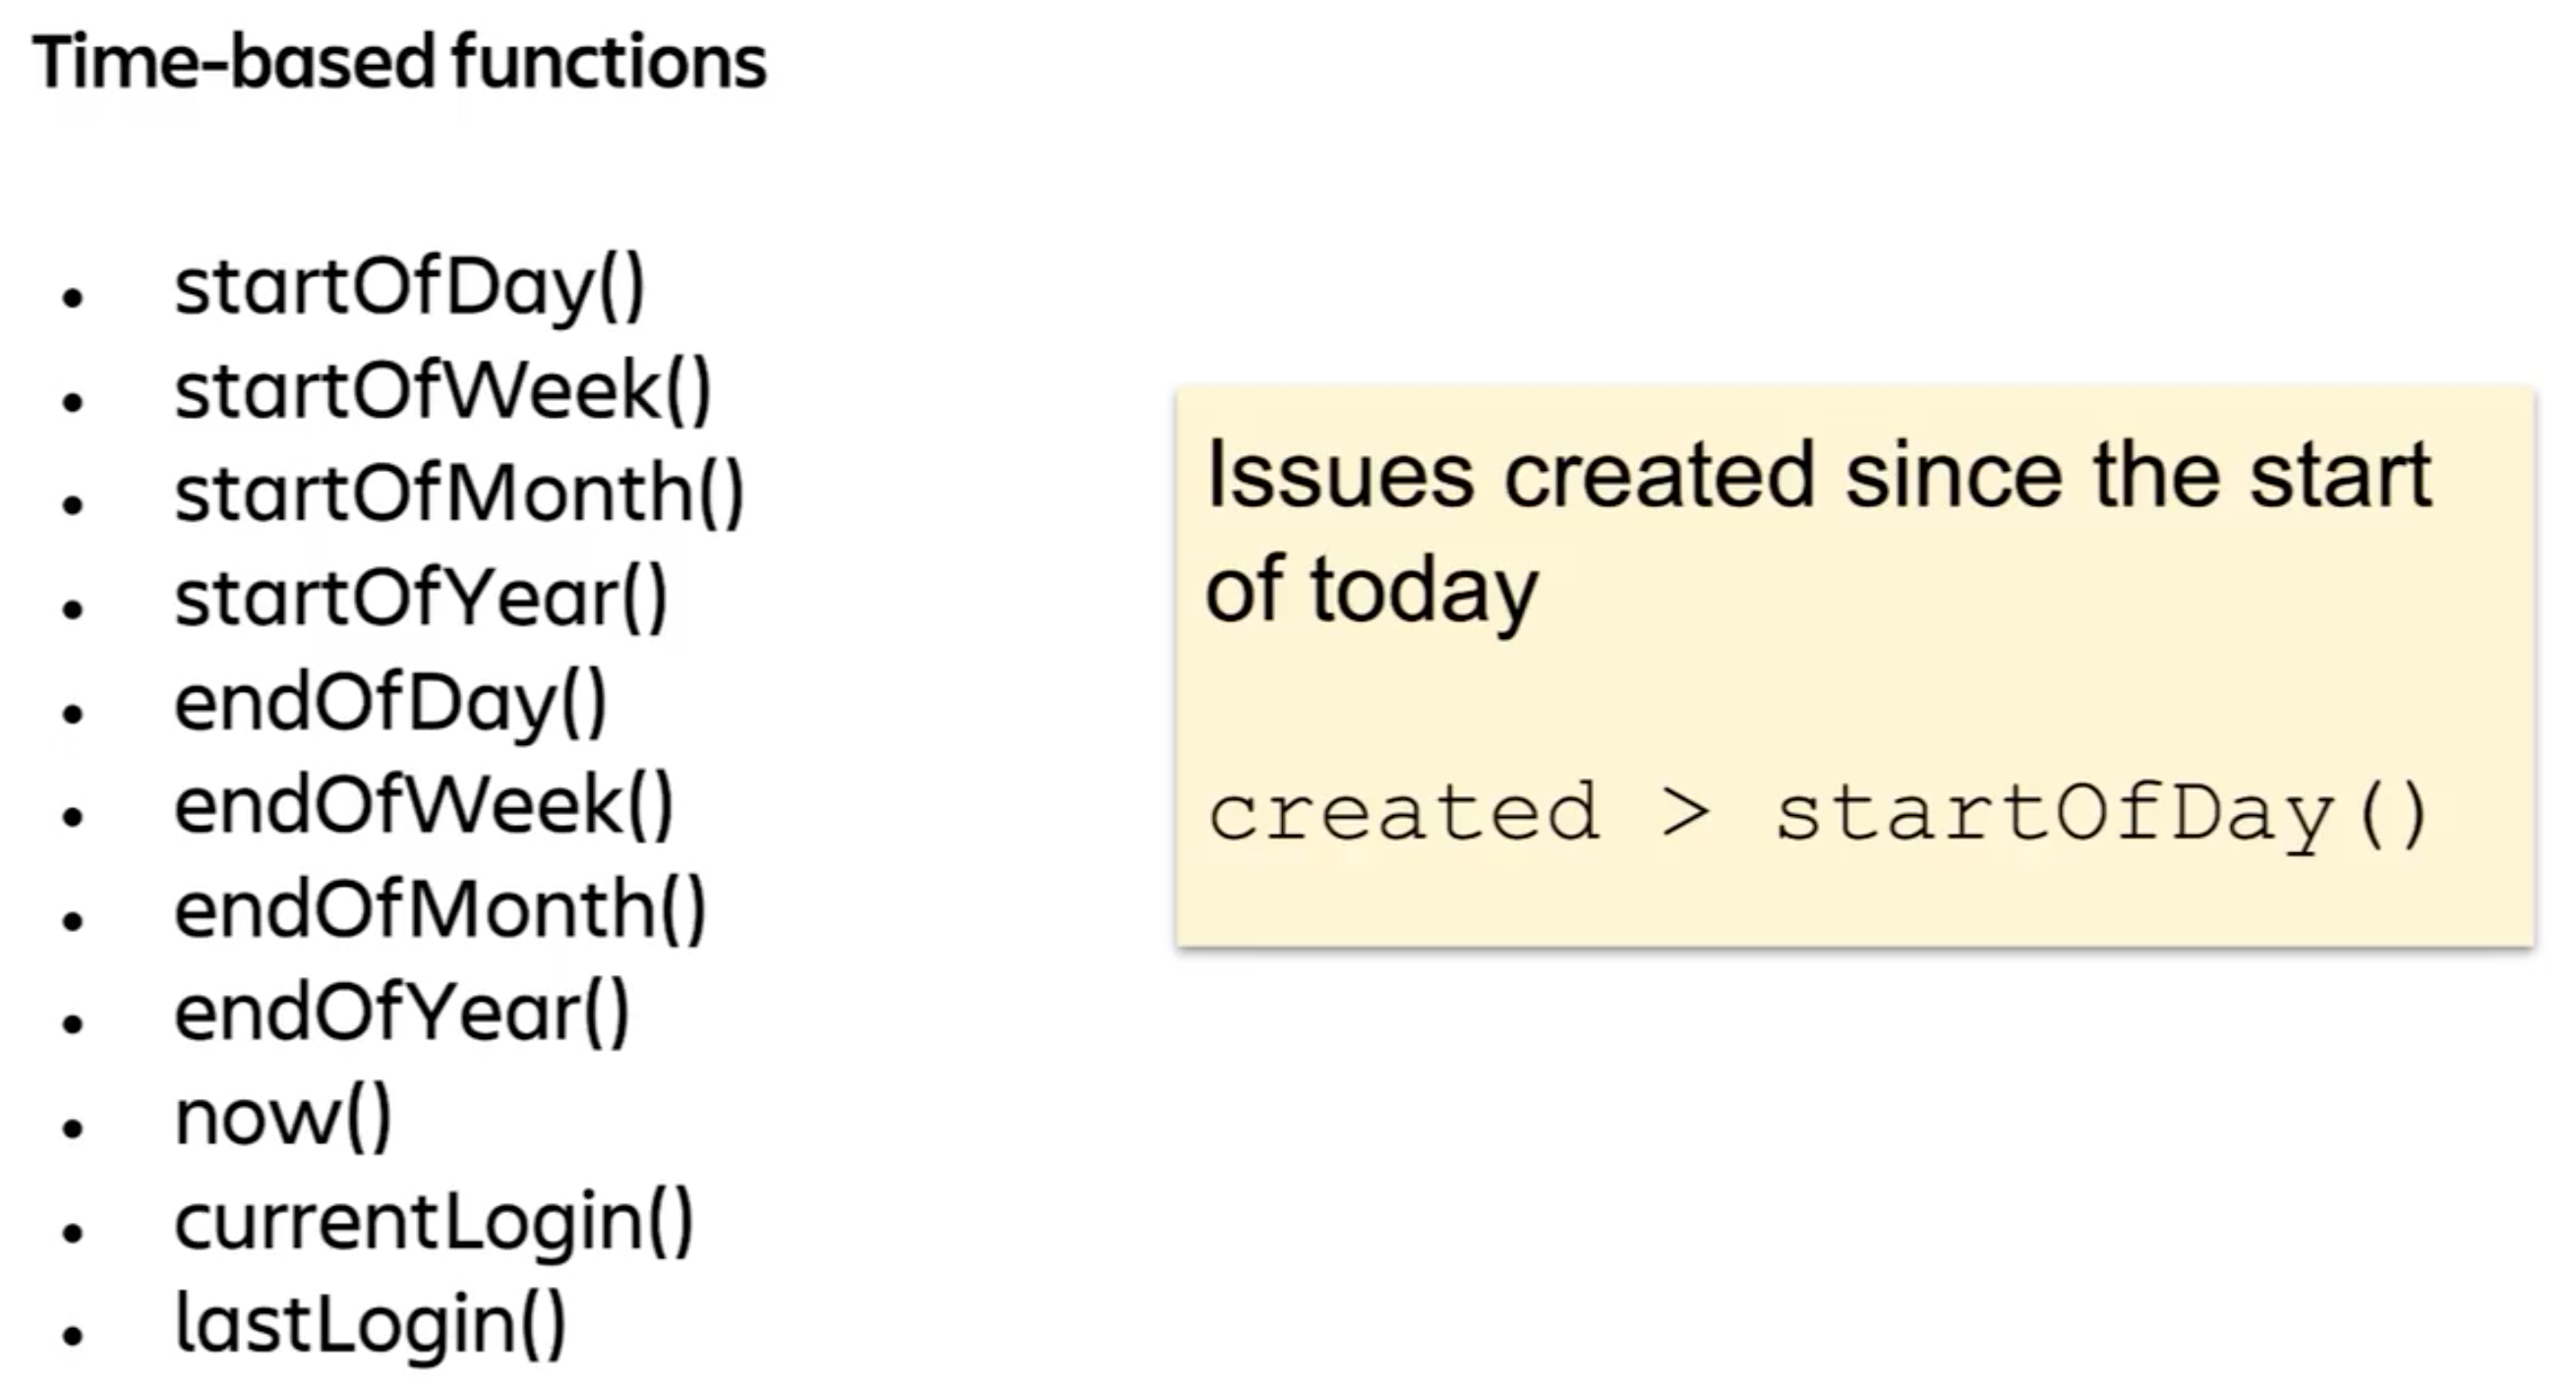 Time-based functions
• startOfDay()
• startOfWeek()
• startOfMonth()
• startOfYear()
• endOfDay()
• endOfWeek()
• endOfMonth()
• endOfYear()
• now()
• currentLogin()
• lastLogin()
Issues created since the start
of today
created > startOfDay()